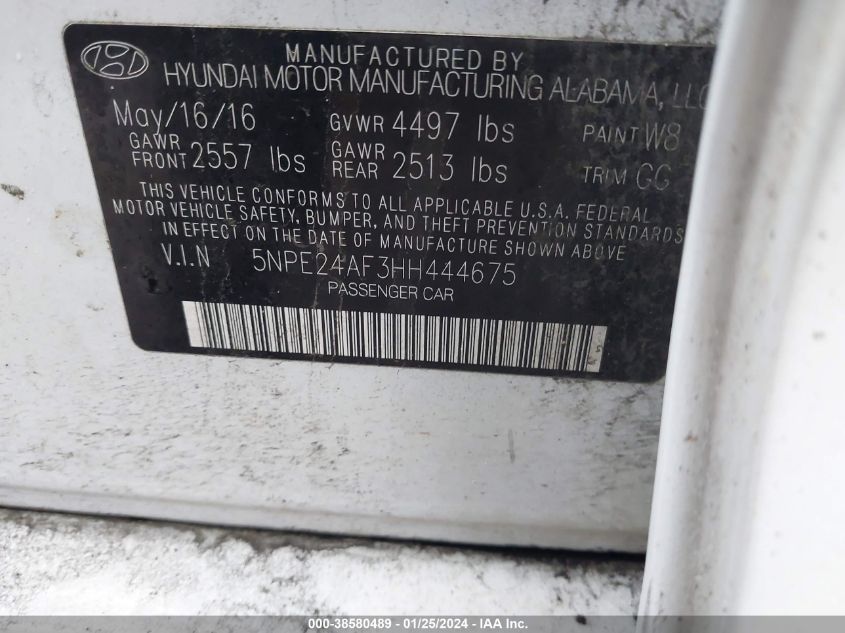 MANUFACTURED BY
HYUNDAI MOTOR MANUFACTURING ALABAMA, LLC
May/16/16 GVWR 4497 lbs PAINT W8
GAWR FRONT 2557 lbs GAWR REAR 2513 lbs TRIM GG
THIS VEHICLE CONFORMS TO ALL APPLICABLE U.S.A. FEDERAL
MOTOR VEHICLE SAFETY, BUMPER, AND THEFT PREVENTION STANDARDS
IN EFFECT ON THE DATE OF MANUFACTURE SHOWN ABOVE.
V.I.N 5NPE24AF3HH444675
PASSENGER CAR
000-38580489 - 01/25/2024 - IAA Inc.